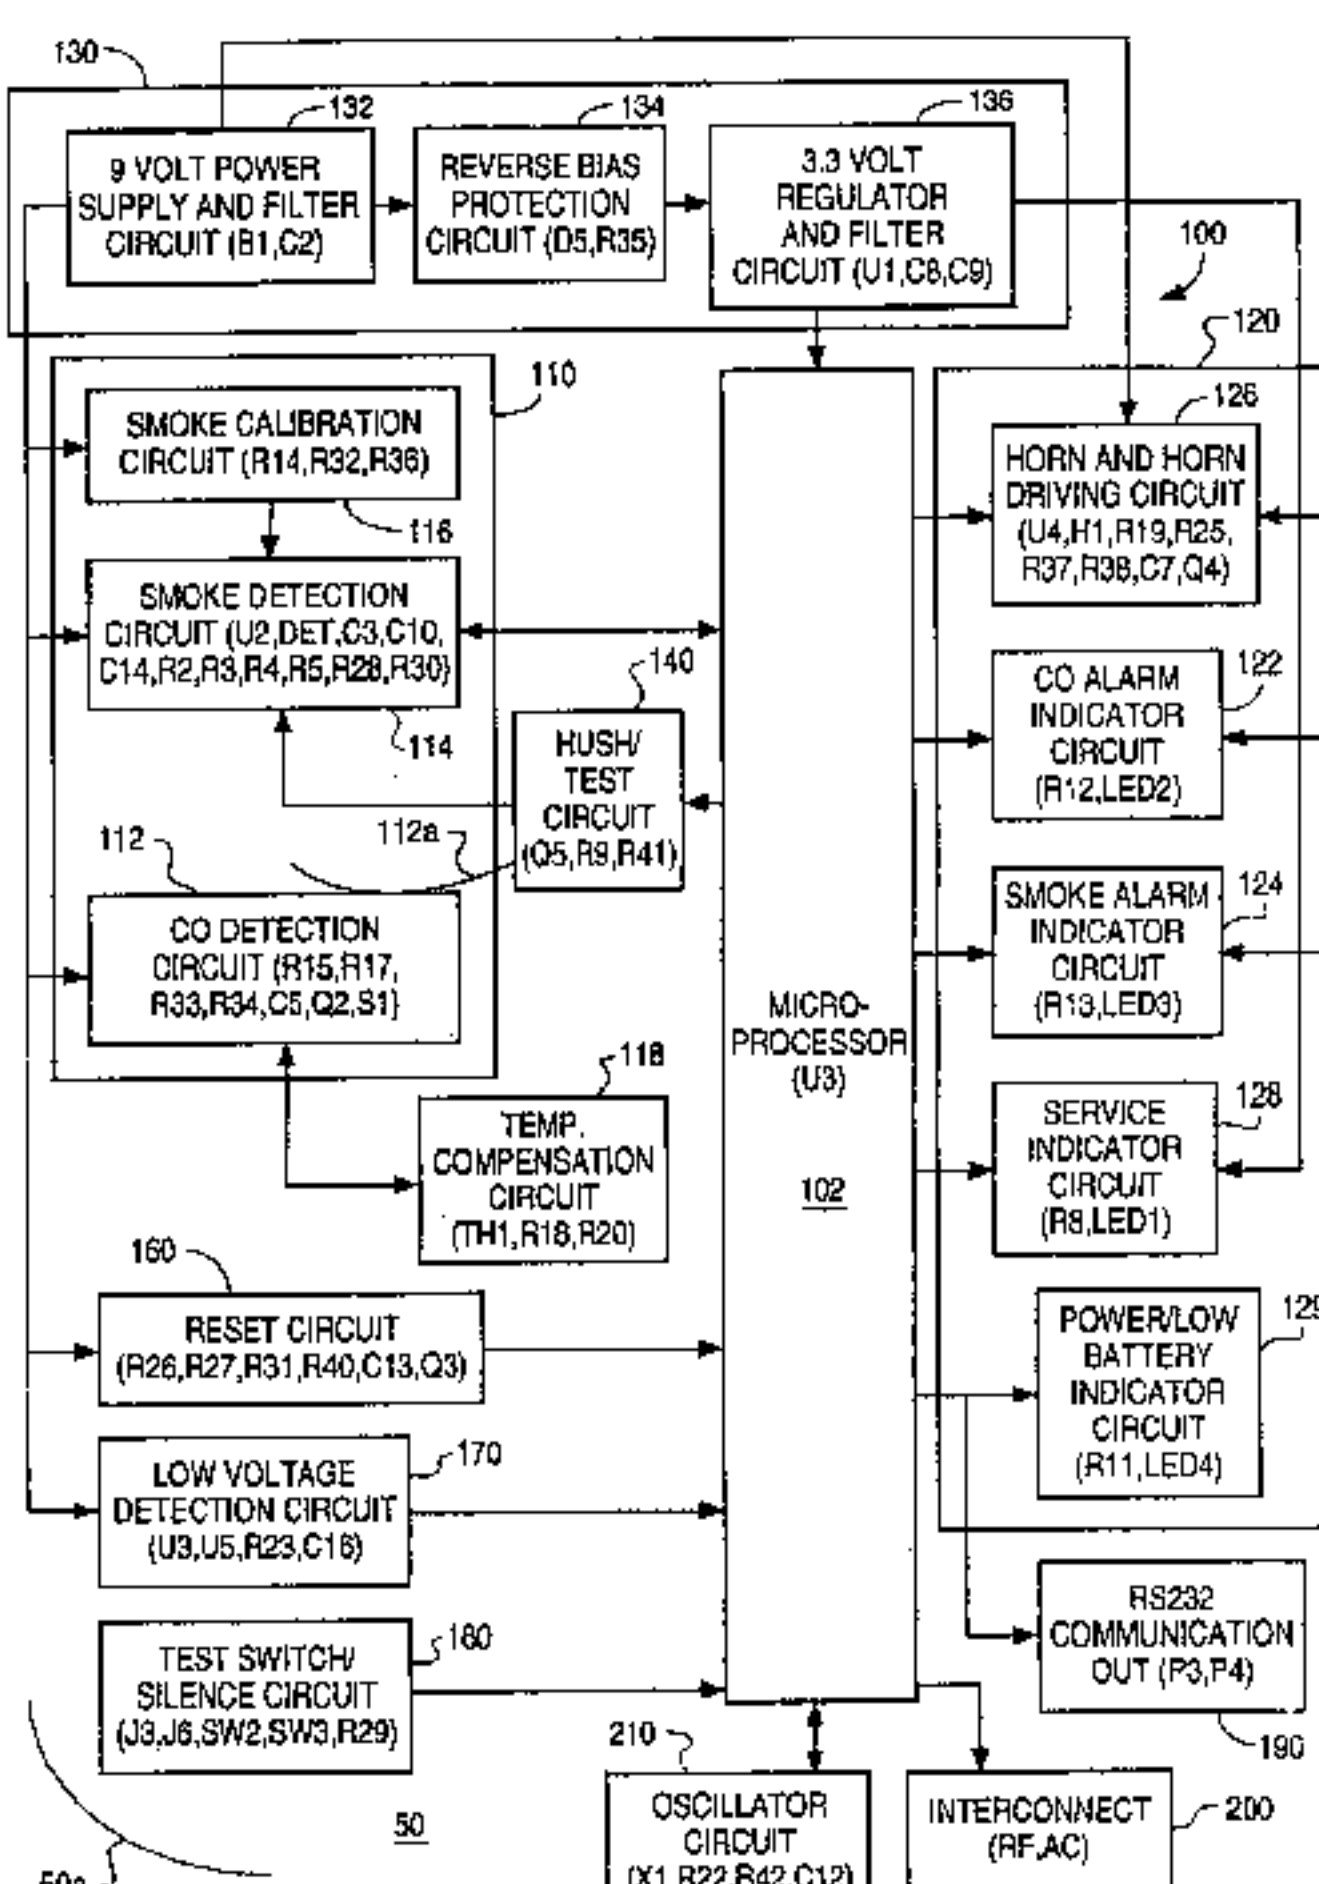 130
132
134
136
9 VOLT POWER
SUPPLY AND FILTER
CIRCUIT (B1,C2)
REVERSE BIAS
PROTECTION
CIRCUIT (D5,R35)
3.3 VOLT
REGULATOR
AND FILTER
CIRCUIT (U1,C8,C9)
100
120
110
SMOKE CALIBRATION
CIRCUIT (R14,R32,R36)
116
126
HORN AND HORN
DRIVING CIRCUIT
(U4,H1,R19,R25,
R37,R38,C7,Q4)
SMOKE DETECTION
CIRCUIT (U2,DET,C3,C10,
C14,R2,R3,R4,R5,R28,R30)
114
140
HUSH/
TEST
CIRCUIT
(Q5,R9,R41)
122
CO ALARM
INDICATOR
CIRCUIT
(R12,LED2)
112
112a
CO DETECTION
CIRCUIT (R15,R17,
R33,R34,C5,Q2,S1)
124
SMOKE ALARM
INDICATOR
CIRCUIT
(R13,LED3)
MICRO-
PROCESSOR
(U3)
102
118
TEMP.
COMPENSATION
CIRCUIT
(TH1,R18,R20)
128
SERVICE
INDICATOR
CIRCUIT
(R8,LED1)
160
RESET CIRCUIT
(R26,R27,R31,R40,C13,Q3)
129
POWER/LOW
BATTERY
INDICATOR
CIRCUIT
(R11,LED4)
170
LOW VOLTAGE
DETECTION CIRCUIT
(U3,U5,R23,C16)
180
TEST SWITCH/
SILENCE CIRCUIT
(J3,J6,SW2,SW3,R29)
RS232
COMMUNICATION
OUT (P3,P4)
190
210
OSCILLATOR
CIRCUIT
(X1,R22,R42,C12)
INTERCONNECT
(RF,AC)
200
50
50a